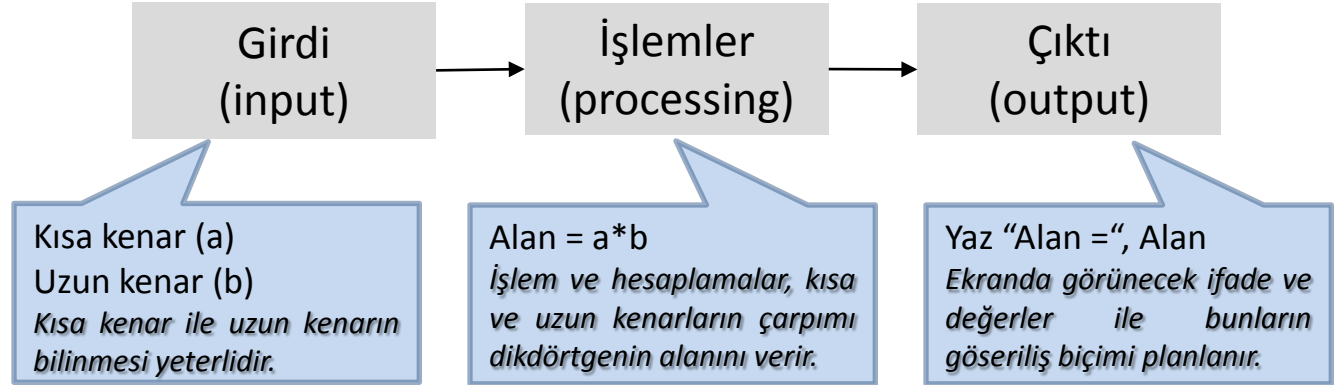 Girdi
(input)
İşlemler
(processing)
Çıktı
(output)
Kısa kenar (a)
Uzun kenar (b)
Kısa kenar ile uzun kenarın
bilinmesi yeterlidir.
Alan = a*b
İşlem ve hesaplamalar, kısa
ve uzun kenarların çarpımı
dikdörtgenin alanını verir.
Yaz “Alan =“, Alan
Ekranda görünecek ifade ve
değerler ile bunların
göseriliş biçimi planlanır.